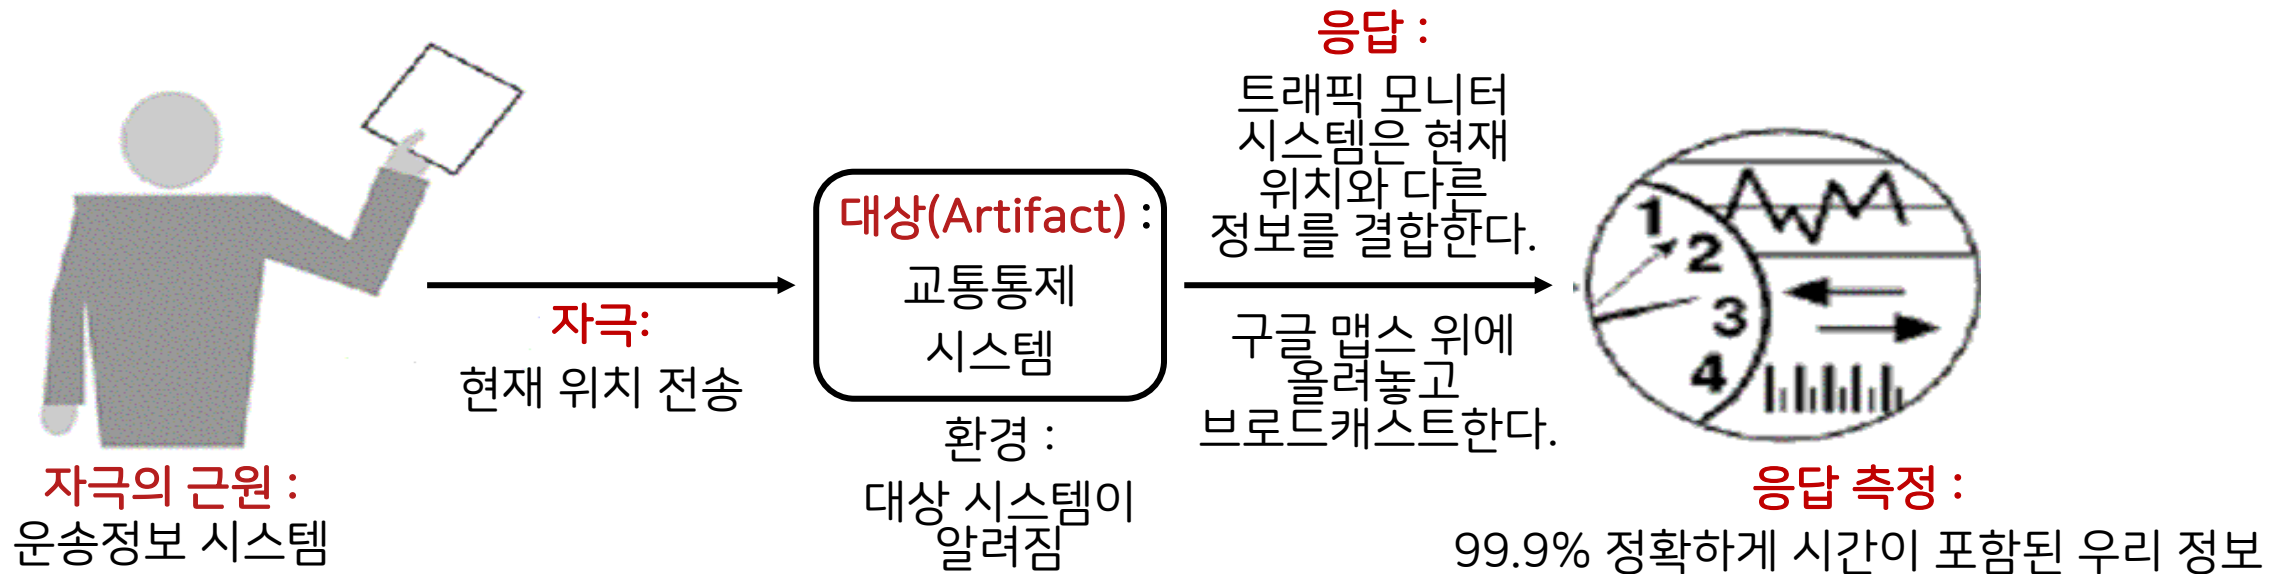 자극의 근원 :
운송정보 시스템
자극:
현재 위치 전송
대상(Artifact) :
교통통제
시스템
환경 :
대상 시스템이
알려짐
응답 :
트래픽 모니터
시스템은 현재
위치와 다른
정보를 결합한다.
구글 맵스 위에
올려놓고
브로드캐스트한다.
1
2
3
4
응답 측정 :
99.9% 정확하게 시간이 포함된 우리 정보